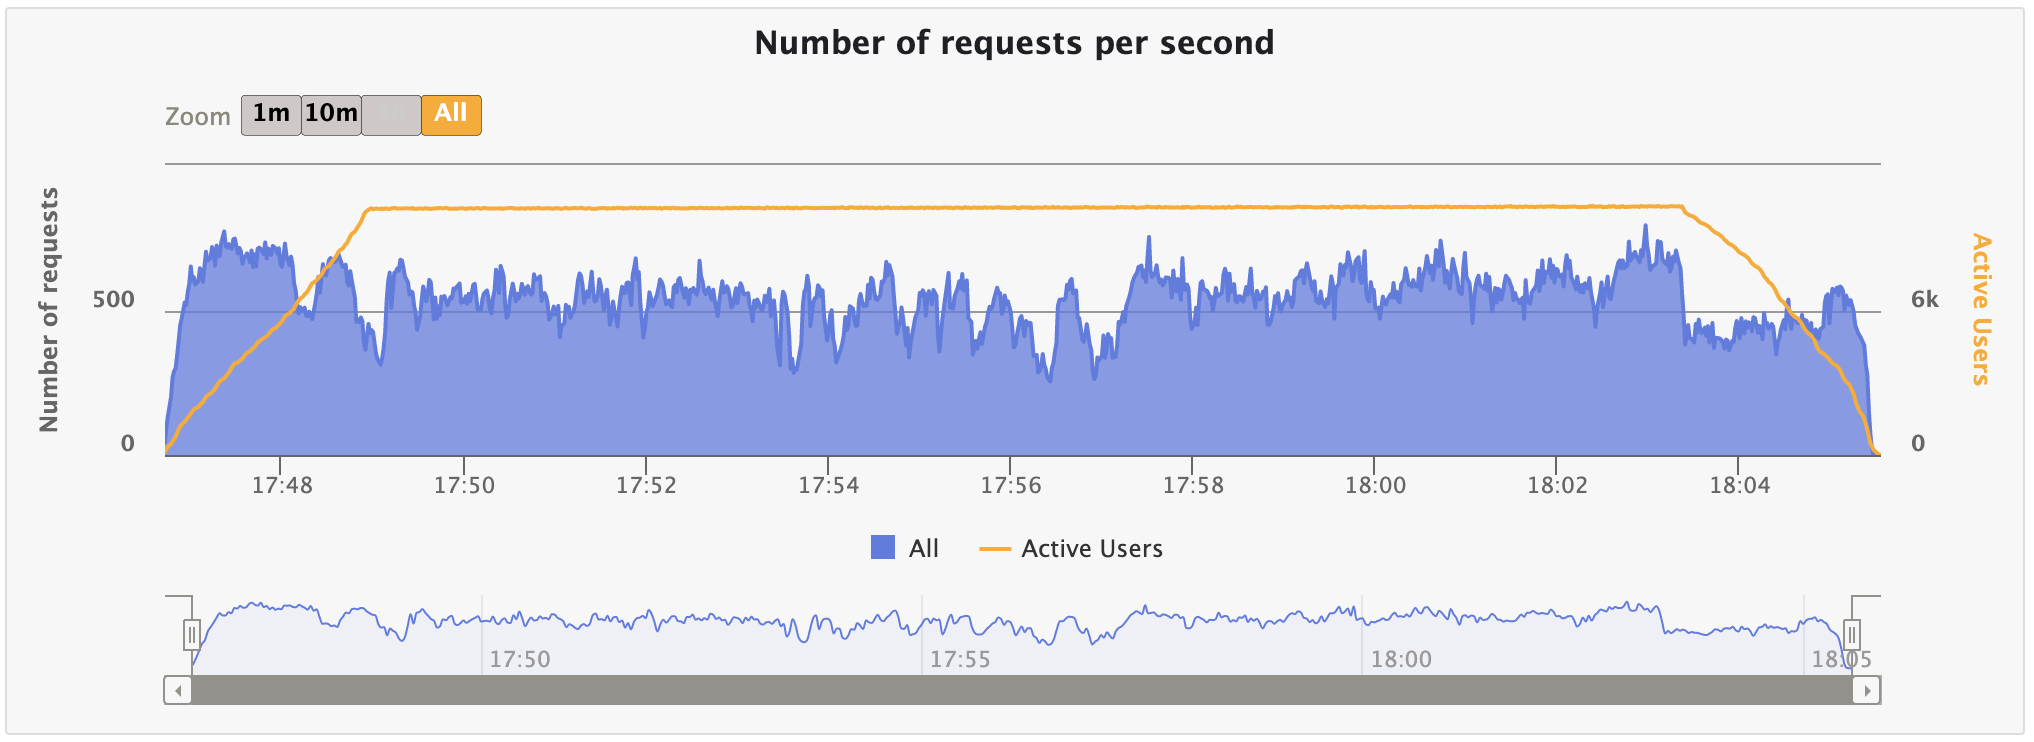 Number of requests per second
Zoom 1m 10m All
Number of requests
500
0
Active Users
6k
0
17:48 17:50 17:52 17:54 17:56 17:58 18:00 18:02 18:04
All Active Users
17:50 17:55 18:00 18:05